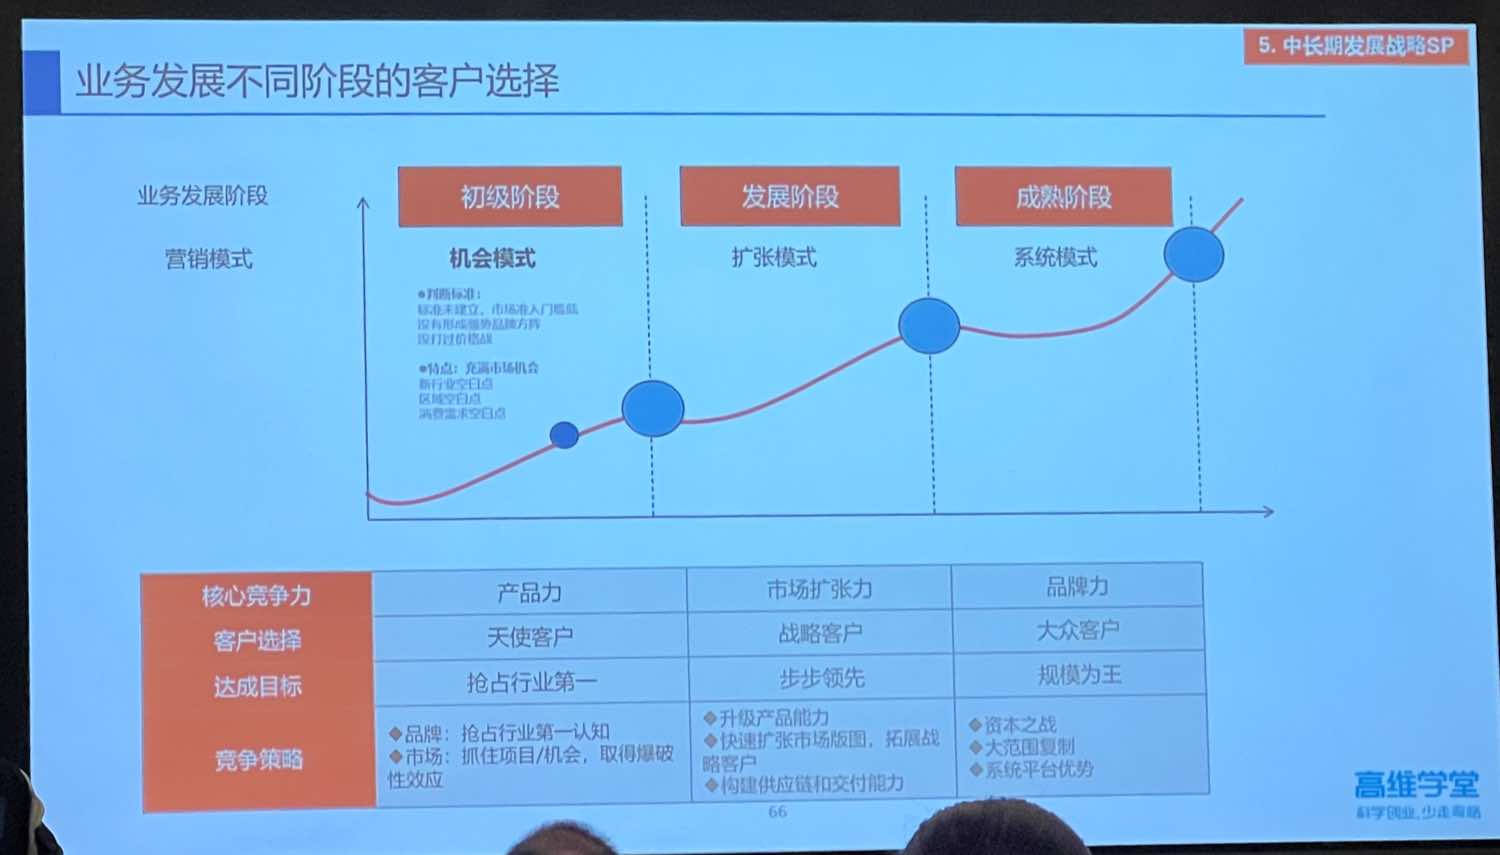 5. 中长期发展战略SP
业务发展不同阶段的客户选择
业务发展阶段
初级阶段
发展阶段
成熟阶段
营销模式
机会模式
扩张模式
系统模式
●判断标准：
标准未建立，市场准入门槛低
没有形成强势品牌方阵
没打过价格战
●特点：充满市场机会
新行业空白点
区域空白点
消费需求空白点
核心竞争力
产品力
市场扩张力
品牌力
客户选择
天使客户
战略客户
大众客户
达成目标
抢占行业第一
步步领先
规模为王
竞争策略
◆品牌：抢占行业第一认知
◆市场：抓住项目/机会，取得爆破
性效应
◆升级产品能力
◆快速扩张市场版图，拓展战
略客户
◆构建供应链和交付能力
◆资本之战
◆大范围复制
◆系统平台优势
66
高维学堂
科学创业,少走弯路